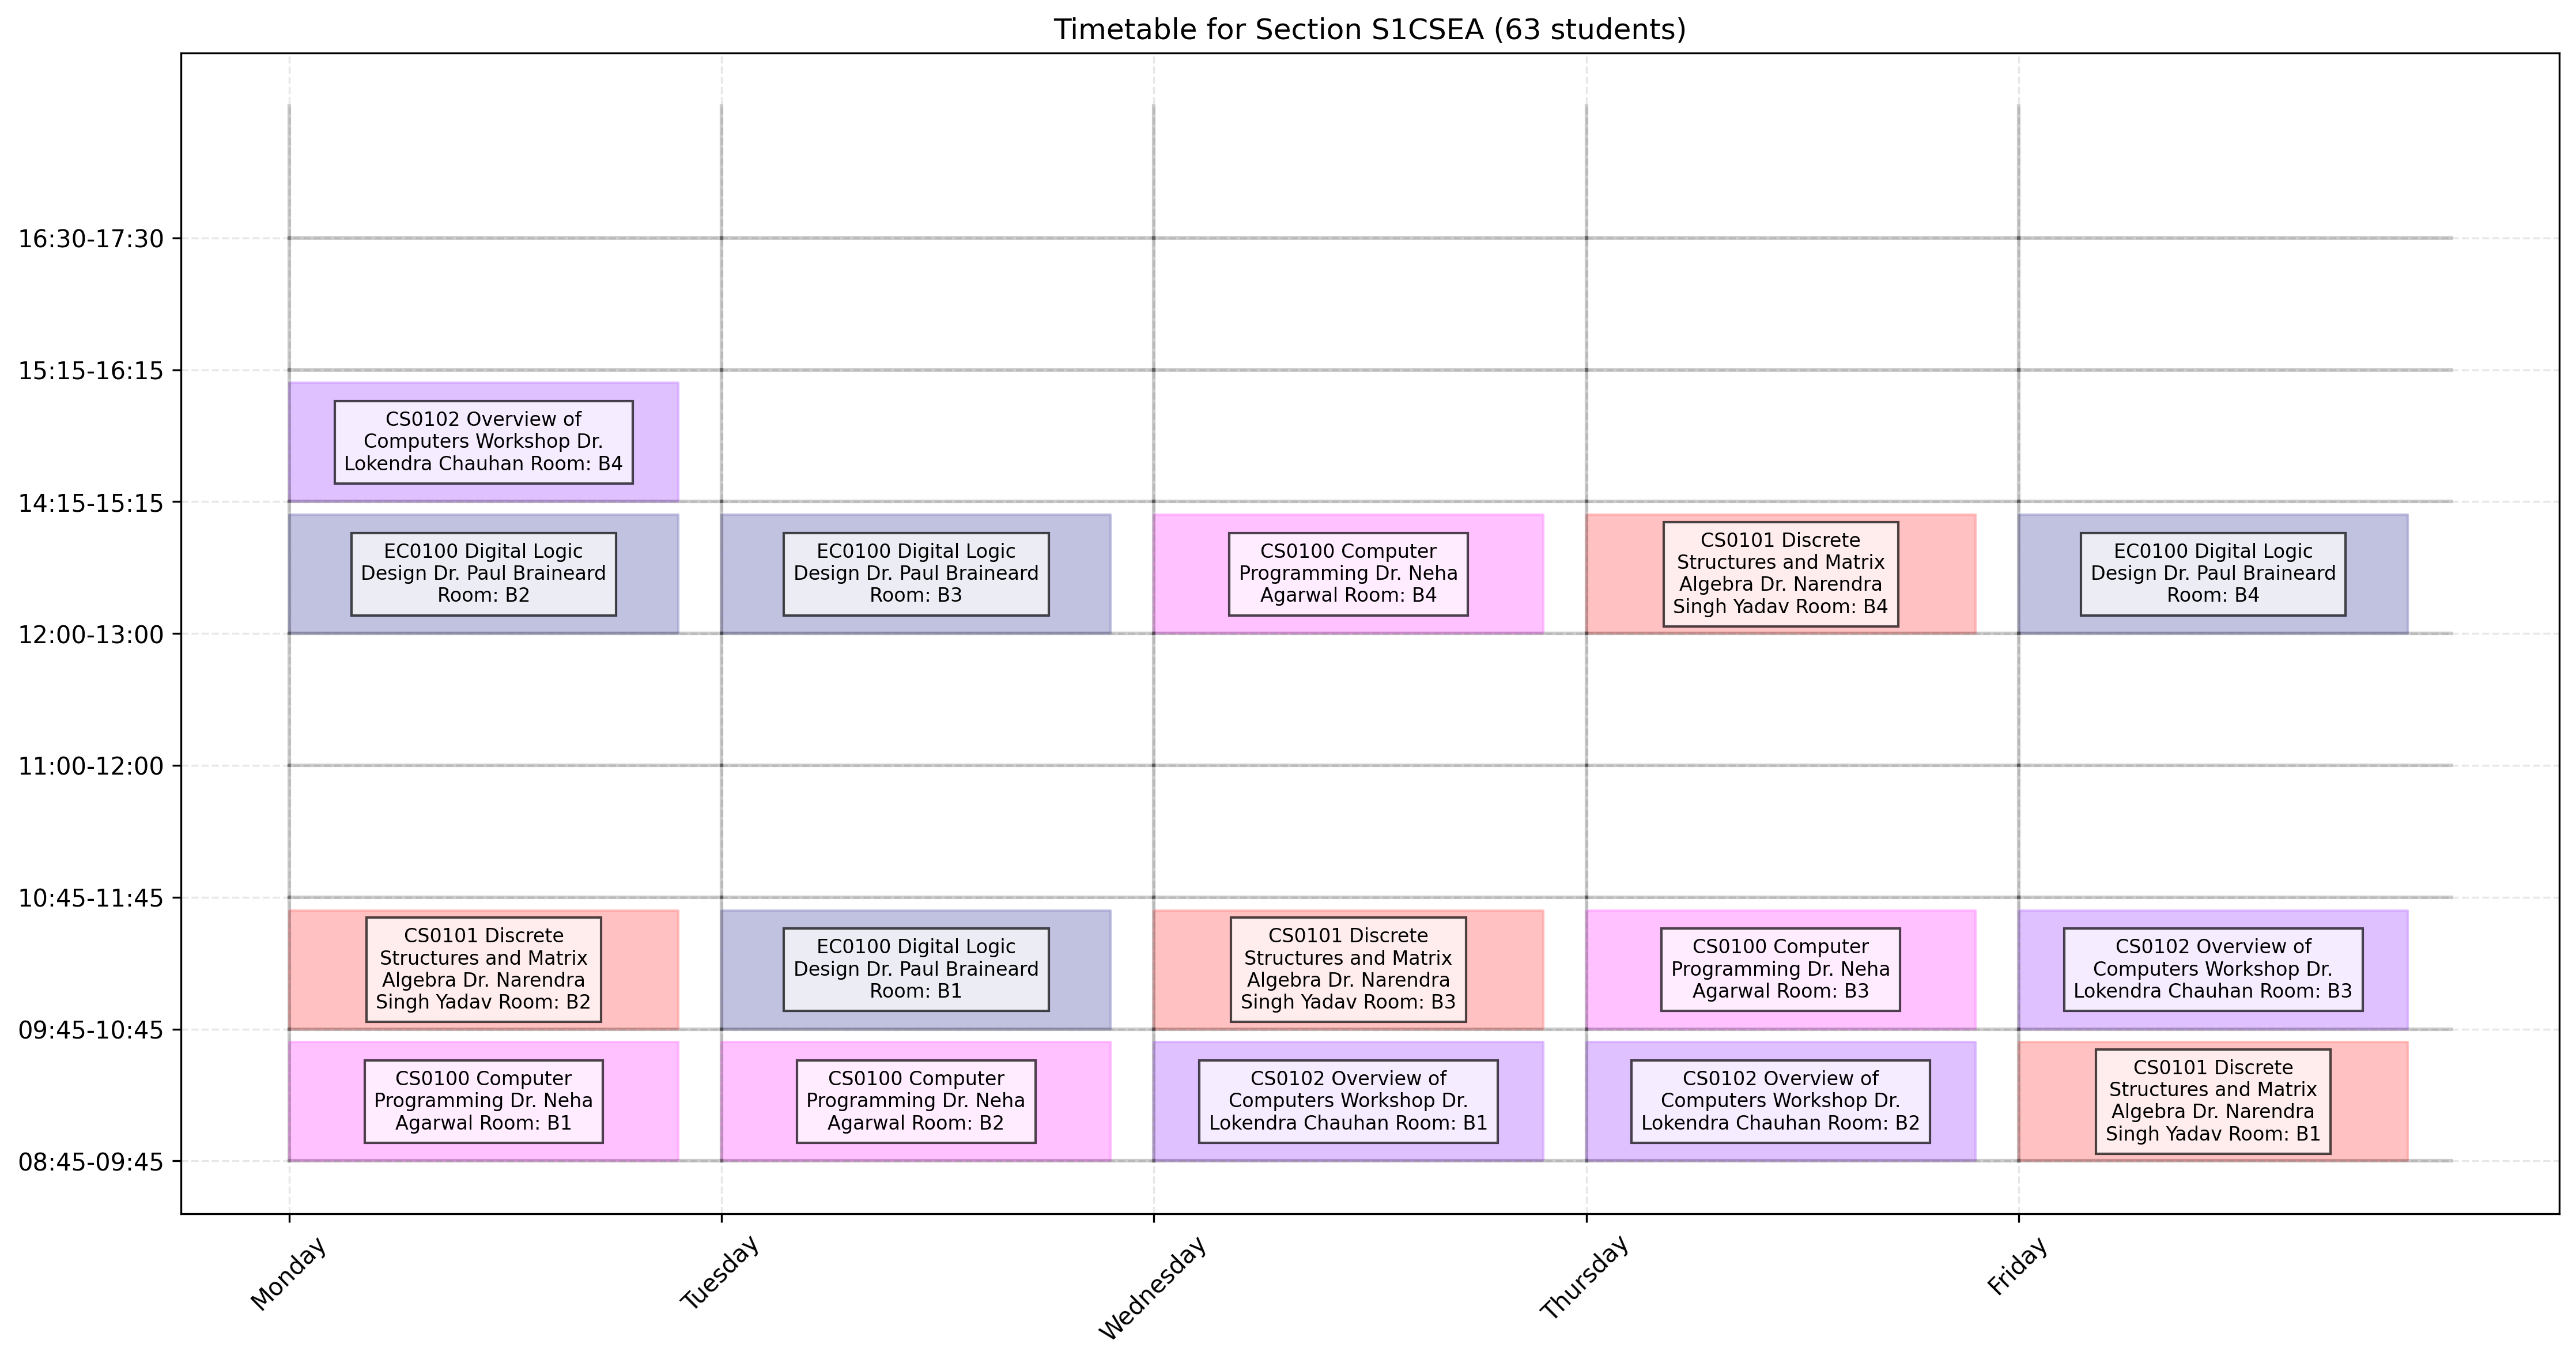 Timetable for Section S1CSEA (63 students)
16:30-17:30
15:15-16:15
CS0102 Overview of
Computers Workshop Dr.
Lokendra Chauhan Room: B4
14:15-15:15
EC0100 Digital Logic
Design Dr. Paul Braineard
Room: B2
EC0100 Digital Logic
Design Dr. Paul Braineard
Room: B3
CS0100 Computer
Programming Dr. Neha
Agarwal Room: B4
CS0101 Discrete
Structures and Matrix
Algebra Dr. Narendra
Singh Yadav Room: B4
EC0100 Digital Logic
Design Dr. Paul Braineard
Room: B4
12:00-13:00
11:00-12:00
10:45-11:45
CS0101 Discrete
Structures and Matrix
Algebra Dr. Narendra
Singh Yadav Room: B2
EC0100 Digital Logic
Design Dr. Paul Braineard
Room: B1
CS0101 Discrete
Structures and Matrix
Algebra Dr. Narendra
Singh Yadav Room: B3
CS0100 Computer
Programming Dr. Neha
Agarwal Room: B3
CS0102 Overview of
Computers Workshop Dr.
Lokendra Chauhan Room: B3
09:45-10:45
CS0100 Computer
Programming Dr. Neha
Agarwal Room: B1
CS0100 Computer
Programming Dr. Neha
Agarwal Room: B2
CS0102 Overview of
Computers Workshop Dr.
Lokendra Chauhan Room: B1
CS0102 Overview of
Computers Workshop Dr.
Lokendra Chauhan Room: B2
CS0101 Discrete
Structures and Matrix
Algebra Dr. Narendra
Singh Yadav Room: B1
08:45-09:45
Monday
Tuesday
Wednesday
Thursday
Friday